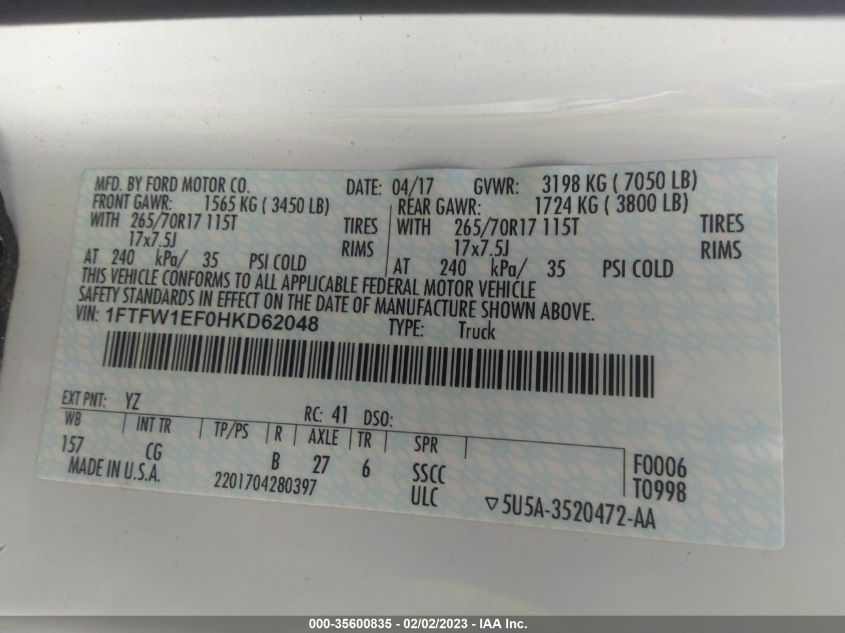 MFD. BY FORD MOTOR CO. DATE: 04/17 GVWR: 3198 KG ( 7050 LB)
FRONT GAWR: 1565 KG ( 3450 LB) REAR GAWR: 1724 KG ( 3800 LB)
WITH 265/70R17 115T TIRES WITH 265/70R17 115T TIRES
17x7.5J RIMS 17x7.5J RIMS
AT 240 kPa/ 35 PSI COLD AT 240 kPa/ 35 PSI COLD
THIS VEHICLE CONFORMS TO ALL APPLICABLE FEDERAL MOTOR VEHICLE
SAFETY STANDARDS IN EFFECT ON THE DATE OF MANUFACTURE SHOWN ABOVE.
VIN: 1FTFW1EF0HKD62048 TYPE: Truck
EXT PNT: YZ RC: 41 DSO:
WB INT TR TP/PS R AXLE TR SPR
157 CG B 27 6 SSCC F0006
MADE IN U.S.A. 2201704280397 ULC T0998
▽5U5A-3520472-AA
000-35600835 - 02/02/2023 - IAA Inc.